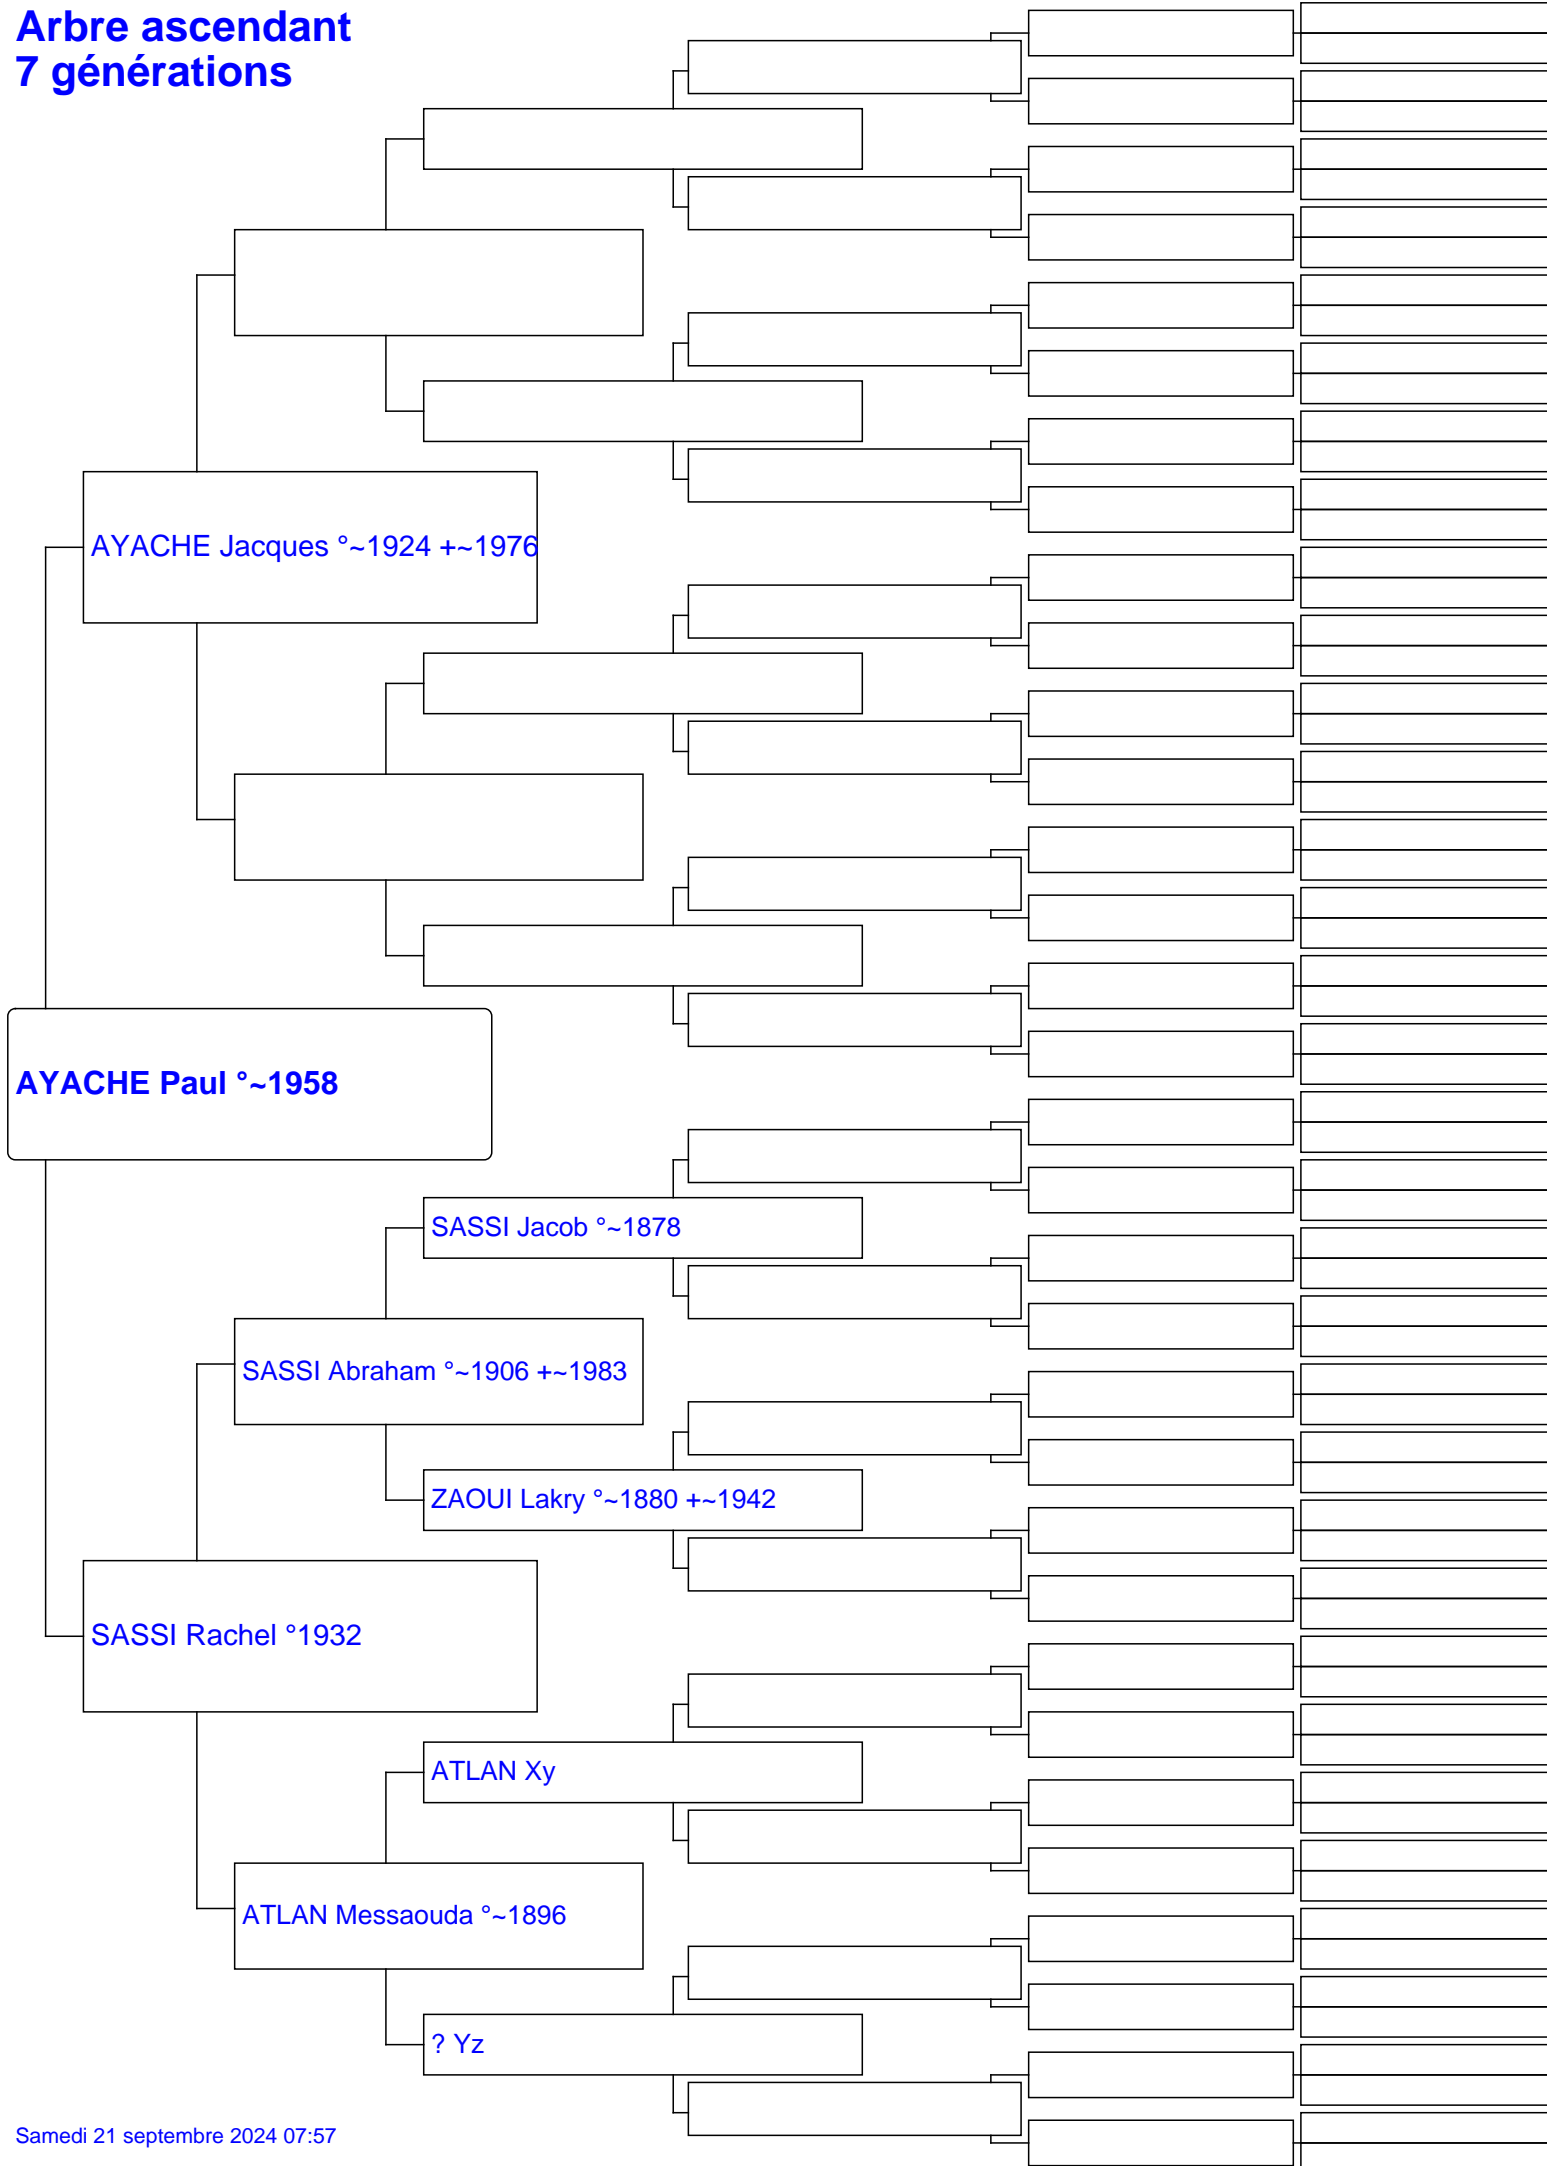 Arbre ascendant
7 générations
AYACHE Jacques °~1924 +~1976
AYACHE Paul °~1958
SASSI Jacob °~1878
SASSI Abraham °~1906 +~1983
ZAOUI Lakry °~1880 +~1942
SASSI Rachel °1932
ATLAN Xy
ATLAN Messaouda °~1896
? Yz
Samedi 21 septembre 2024 07:57